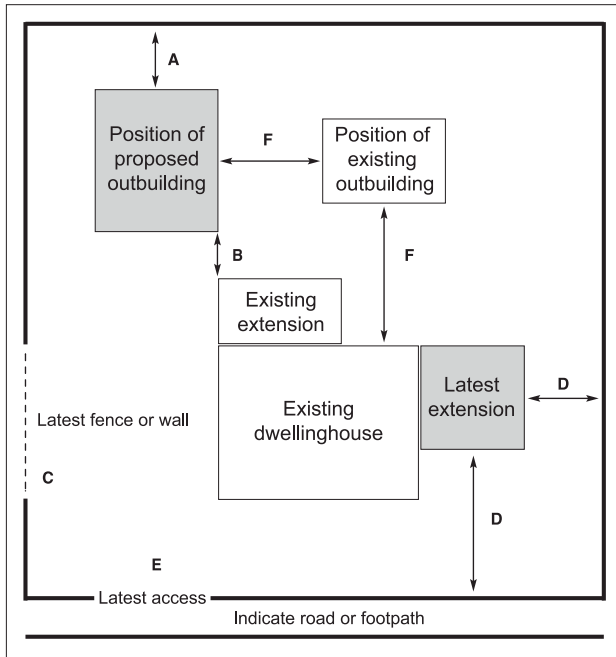 A
Position of
proposed
outbuilding
F
Position of
existing
outbuilding
B
F
Existing
extension
Latest fence or wall
Existing
dwellinghouse
Latest
extension
D
C
D
E
Latest access
Indicate road or footpath